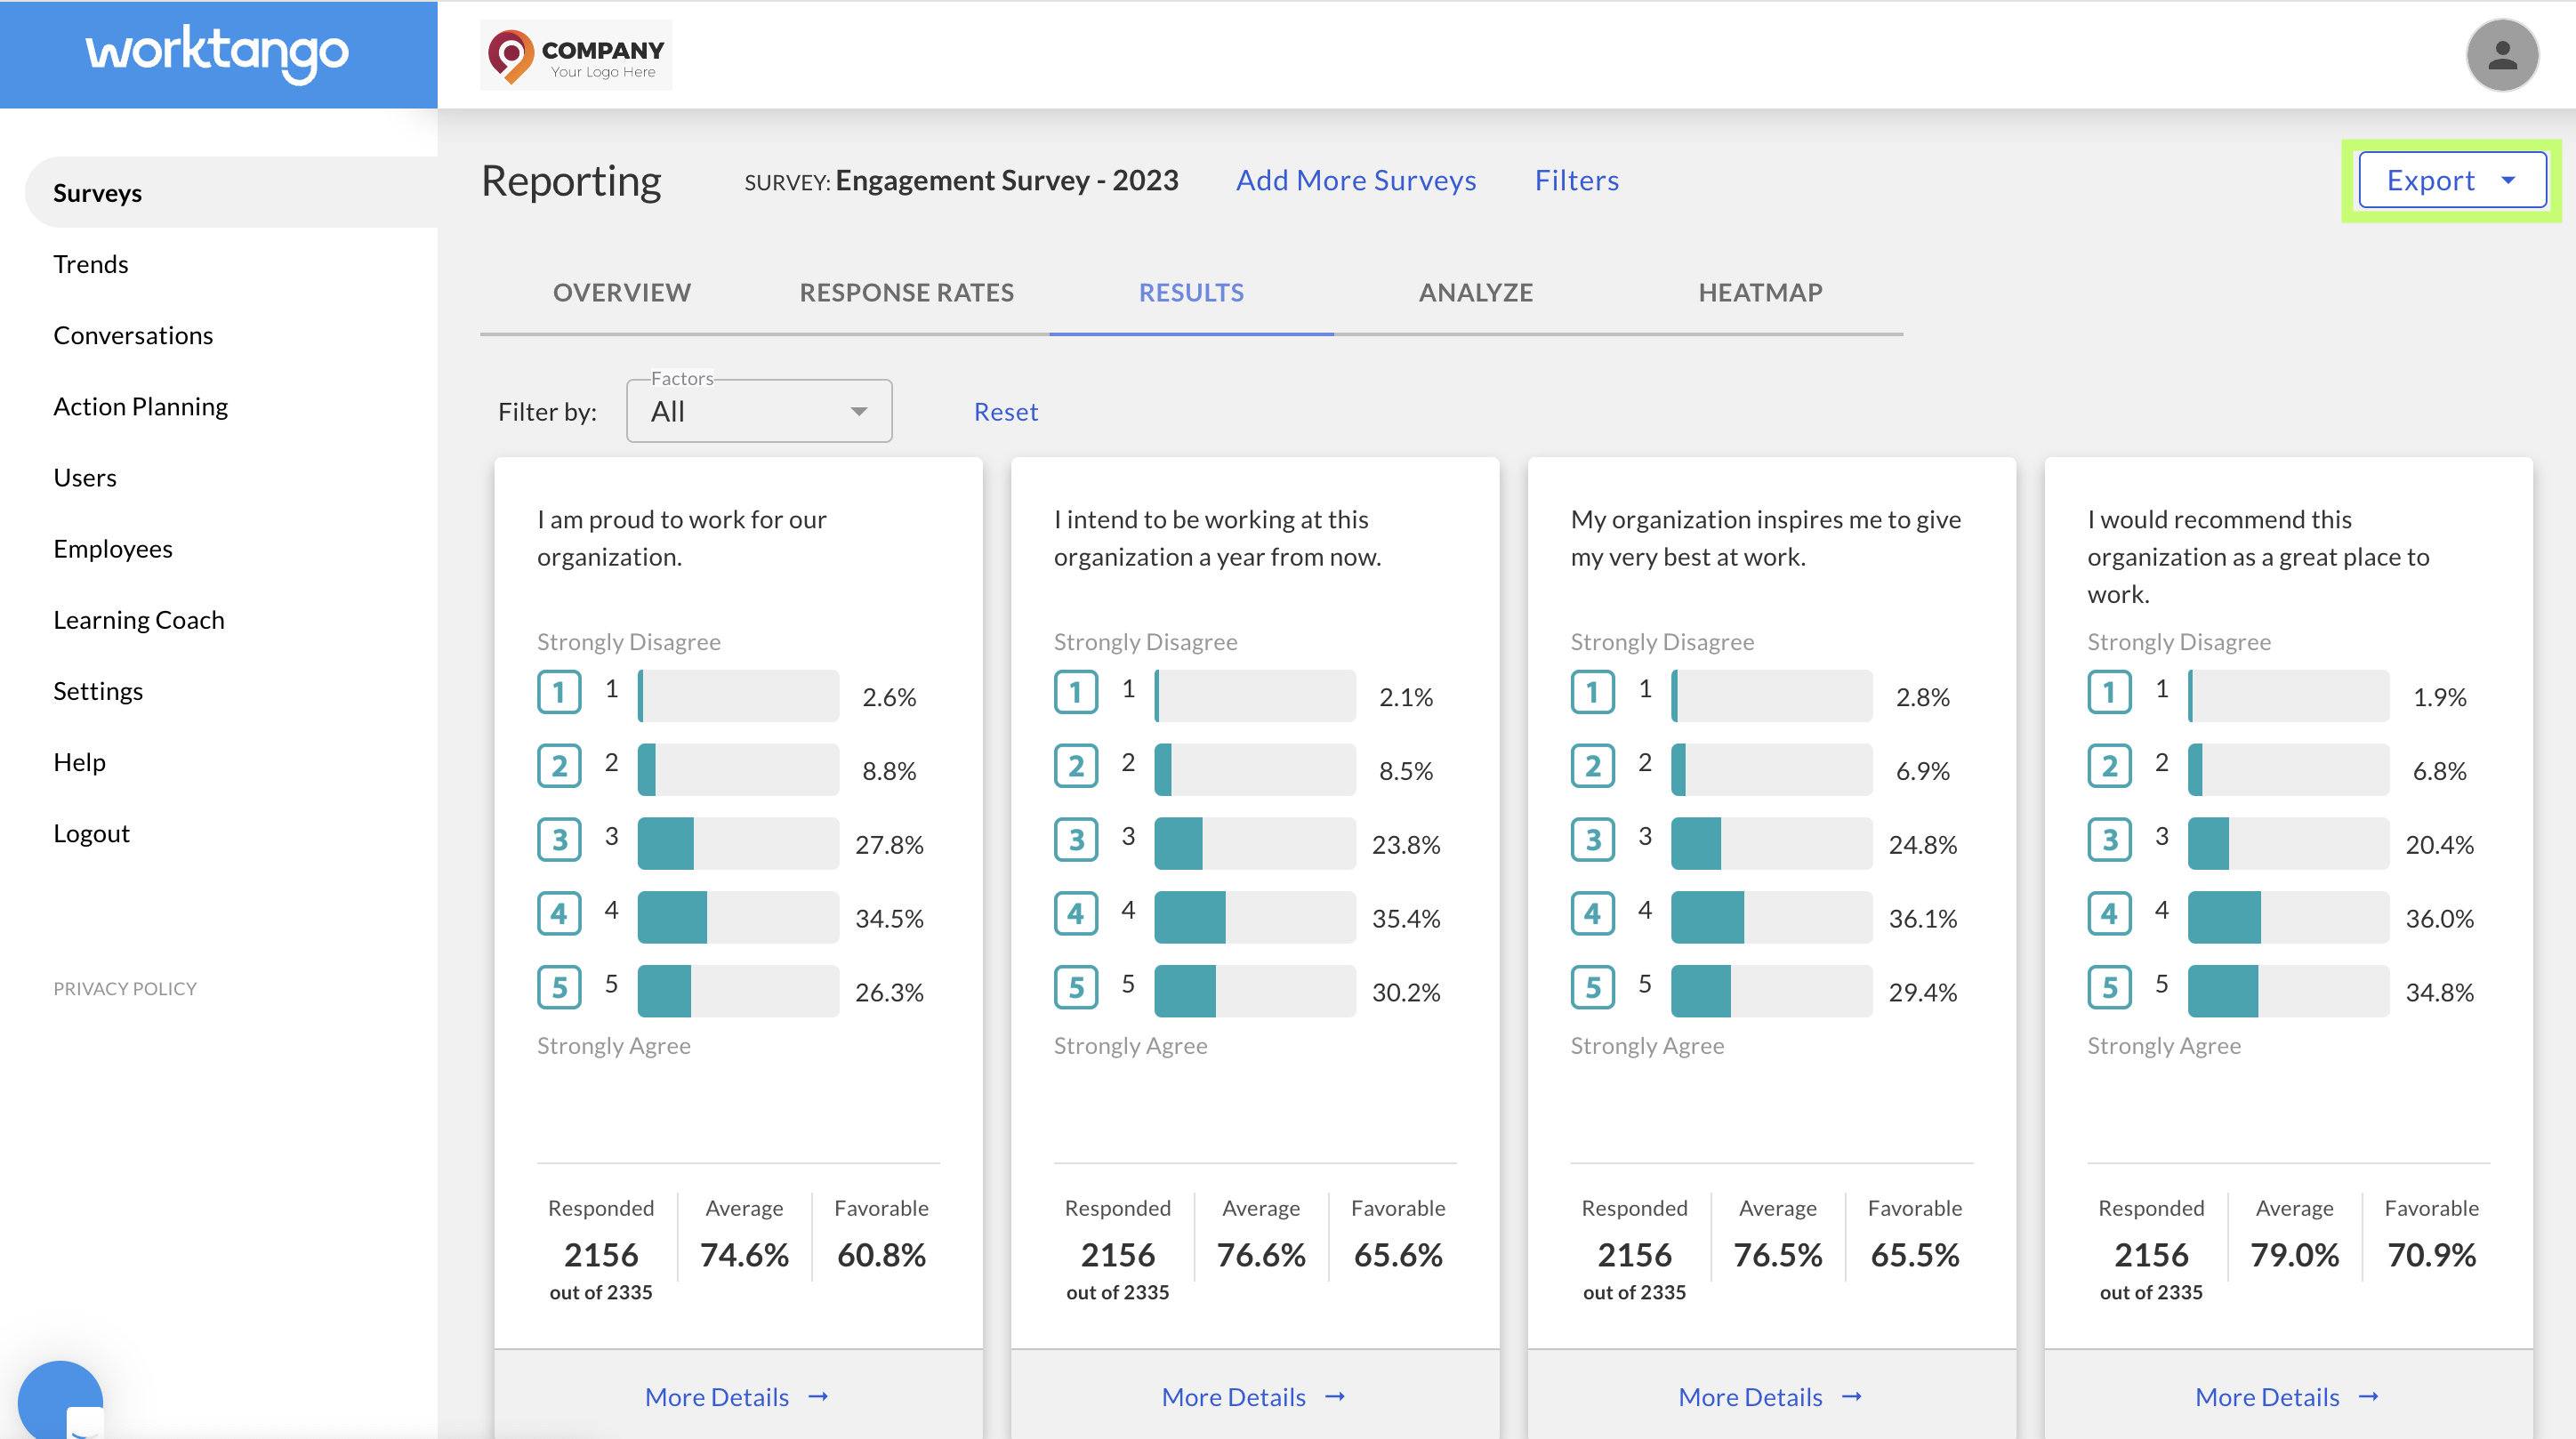 worktango
COMPANY
Your Logo Here
Surveys
Trends
Conversations
Action Planning
Users
Employees
Learning Coach
Settings
Help
Logout
PRIVACY POLICY
Reporting SURVEY: Engagement Survey - 2023 Add More Surveys Filters Export
OVERVIEW RESPONSE RATES RESULTS ANALYZE HEATMAP
Factors
Filter by: All Reset
I am proud to work for our
organization.
Strongly Disagree
1 1 2.6%
2 2 8.8%
3 3 27.8%
4 4 34.5%
5 5 26.3%
Strongly Agree
Responded Average Favorable
2156 74.6% 60.8%
out of 2335
More Details →
I intend to be working at this
organization a year from now.
Strongly Disagree
1 1 2.1%
2 2 8.5%
3 3 23.8%
4 4 35.4%
5 5 30.2%
Strongly Agree
Responded Average Favorable
2156 76.6% 65.6%
out of 2335
More Details →
My organization inspires me to give
my very best at work.
Strongly Disagree
1 1 2.8%
2 2 6.9%
3 3 24.8%
4 4 36.1%
5 5 29.4%
Strongly Agree
Responded Average Favorable
2156 76.5% 65.5%
out of 2335
More Details →
I would recommend this
organization as a great place to
work.
Strongly Disagree
1 1 1.9%
2 2 6.8%
3 3 20.4%
4 4 36.0%
5 5 34.8%
Strongly Agree
Responded Average Favorable
2156 79.0% 70.9%
out of 2335
More Details →